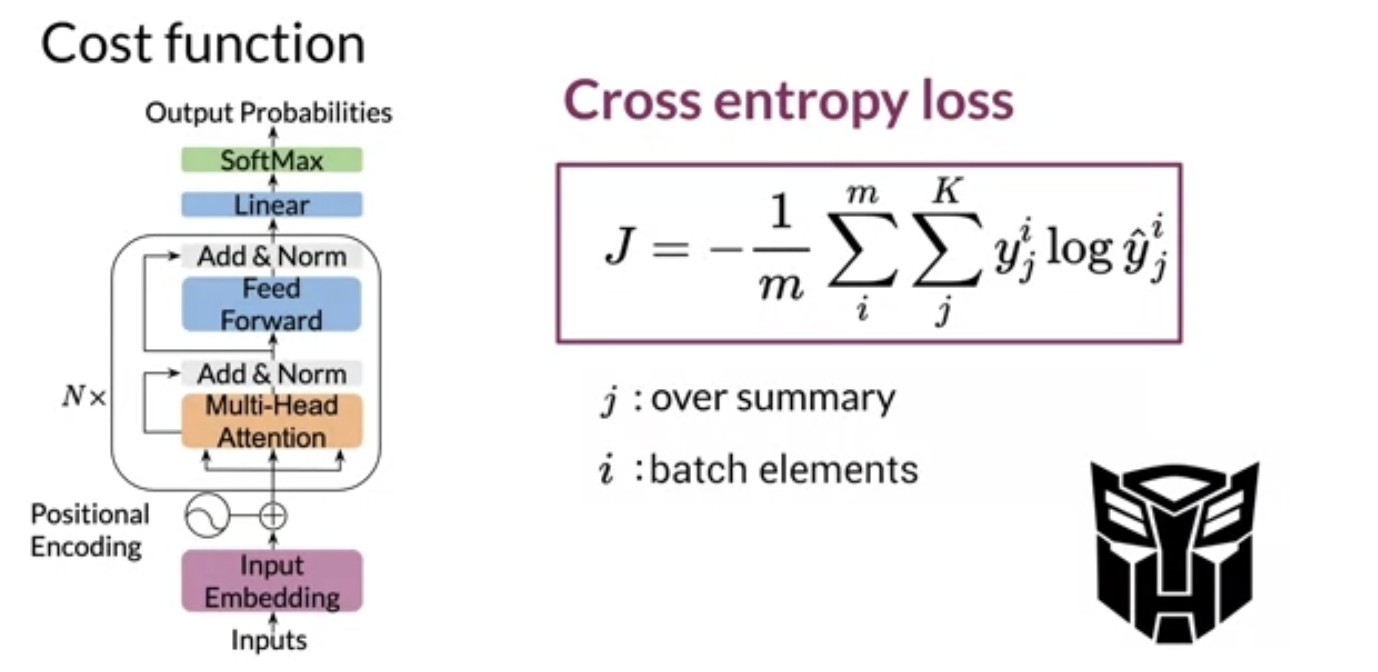 Cost function
Output Probabilities
SoftMax
Linear
Add & Norm
Feed
Forward
Add & Norm
Multi-Head
Attention
N×
Positional
Encoding
Input
Embedding
Inputs
Cross entropy loss
J = -\frac{1}{m} \sum_{i}^{m} \sum_{j}^{K} y_j^i \log \hat{y}_j^i
j : over summary
i : batch elements